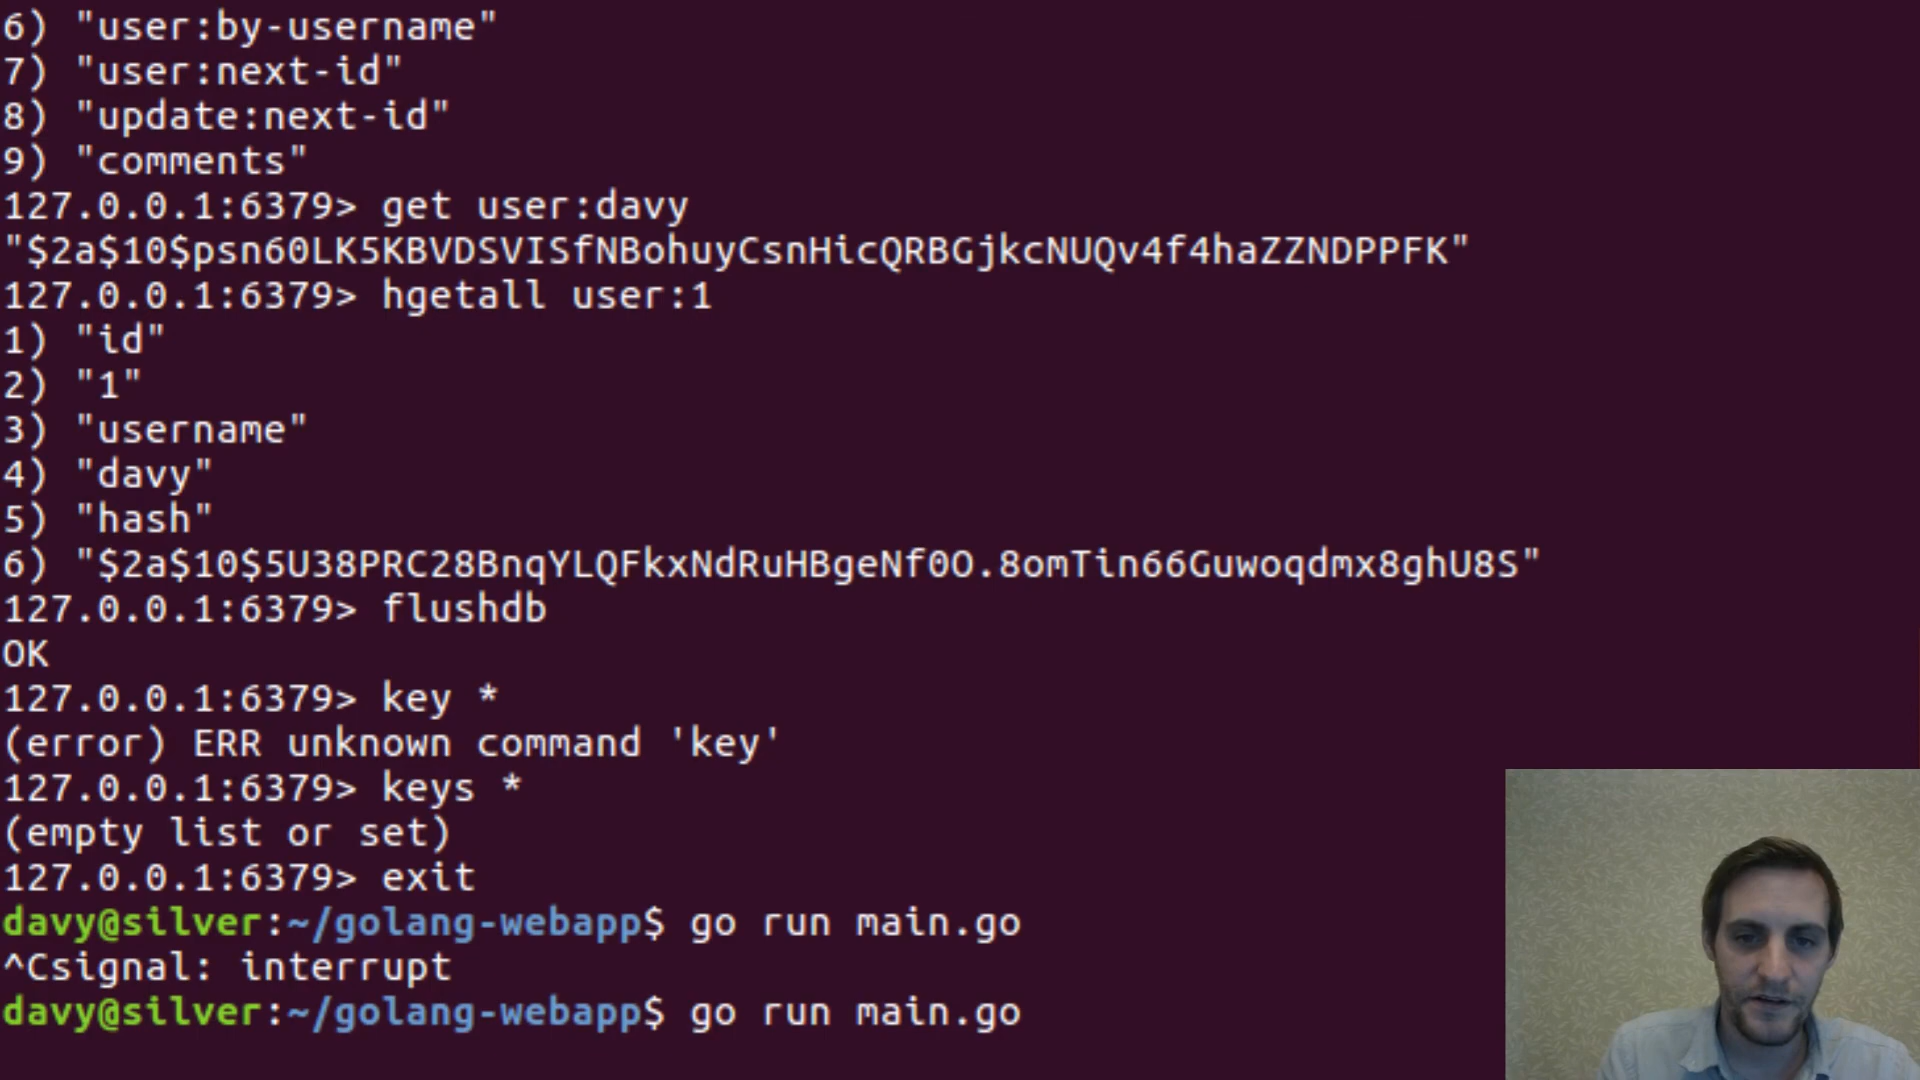 6) "user:by-username"
7) "user:next-id"
8) "update:next-id"
9) "comments"
127.0.0.1:6379> get user:davy
"$2a$10$psn60LK5KBVDSVISfNBohuyCsnHicQRBGjkcNUQv4f4haZZNDPPFK"
127.0.0.1:6379> hgetall user:1
1) "id"
2) "1"
3) "username"
4) "davy"
5) "hash"
6) "$2a$10$5U38PRC28BnqYLQFkxNdRuHBgeNf0O.8omTin66Guwoqdmx8ghU8S"
127.0.0.1:6379> flushdb
OK
127.0.0.1:6379> key *
(error) ERR unknown command 'key'
127.0.0.1:6379> keys *
(empty list or set)
127.0.0.1:6379> exit
davy@silver:~/golang-webapp$ go run main.go
^Csignal: interrupt
davy@silver:~/golang-webapp$ go run main.go